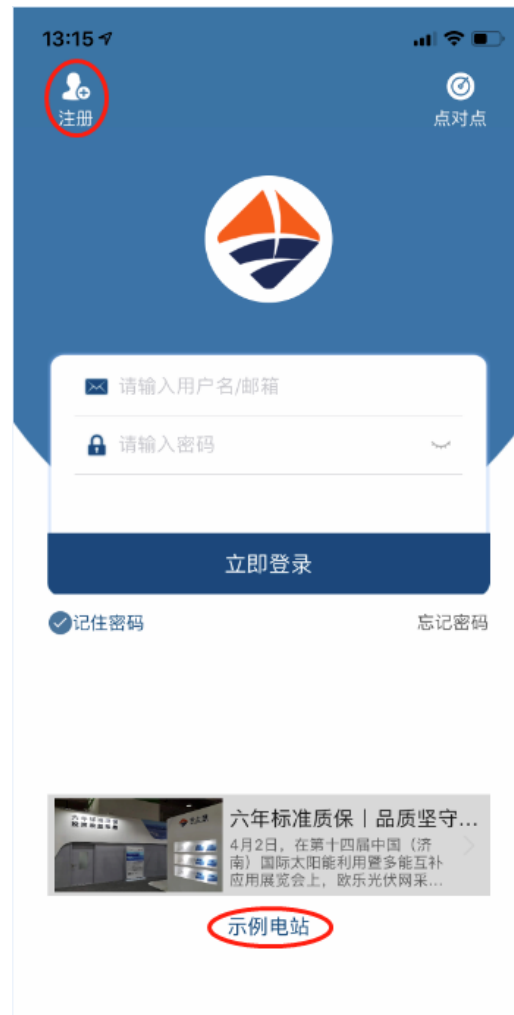 13:15
注册
点对点
请输入用户名/邮箱
请输入密码
立即登录
记住密码
忘记密码
六年标准质保｜品质坚守...
4月2日，在第十四届中国（济
南）国际太阳能利用暨多能互补
应用展览会上，欧乐光伏网采...
示例电站